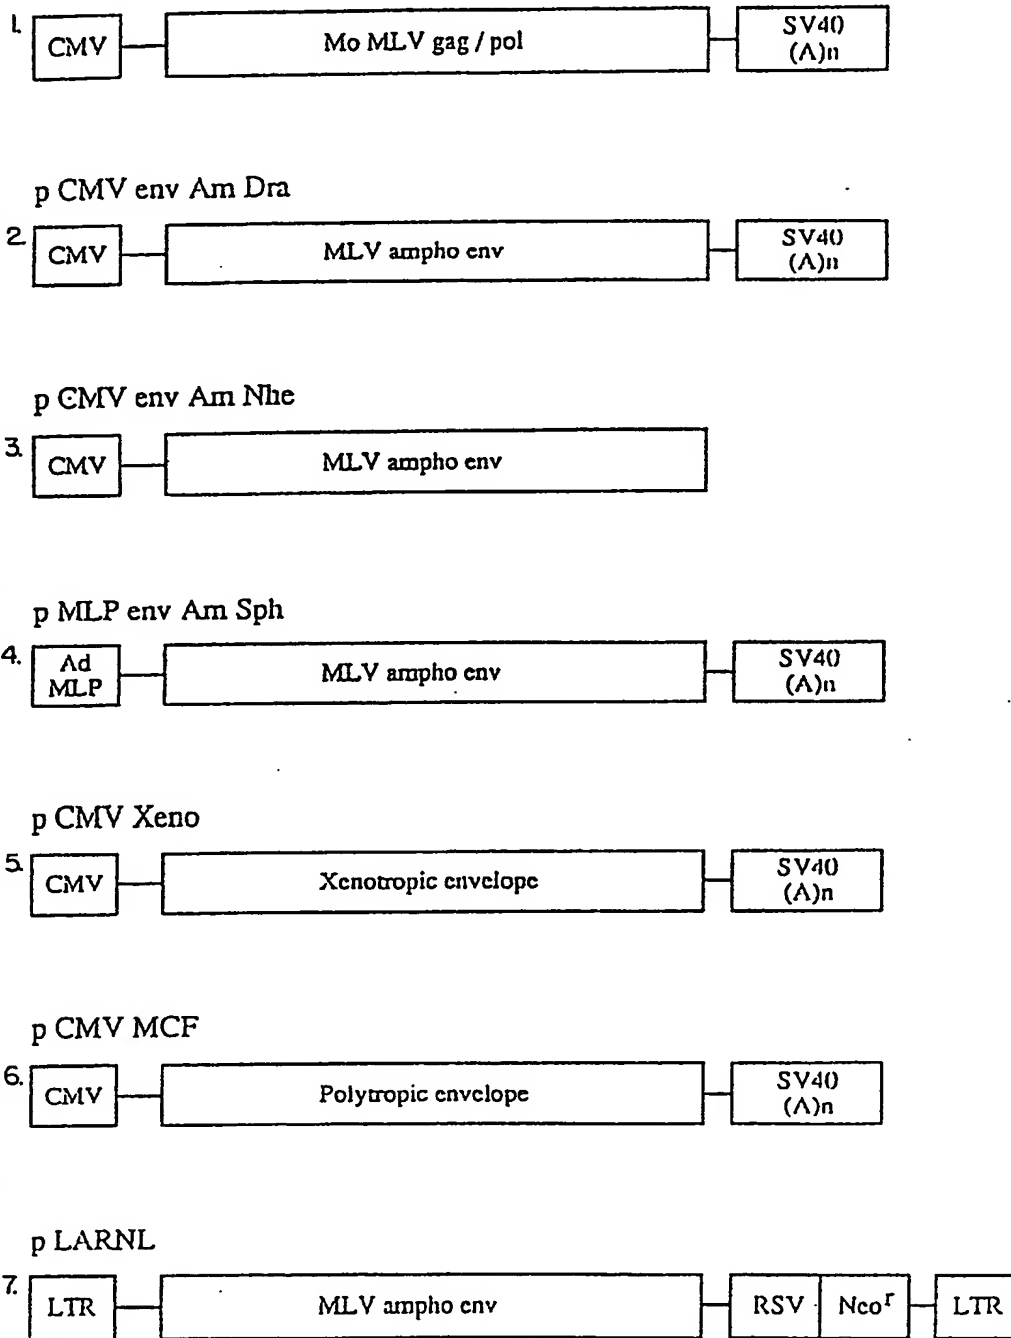 1. CMV Mo MLV gag / pol SV40
(A)n
p CMV env Am Dra
2. CMV MLV ampho env SV40
(A)n
p CMV env Am Nhe
3. CMV MLV ampho env
p MLP env Am Sph
4. Ad
MLP MLV ampho env SV40
(A)n
p CMV Xeno
5. CMV Xenotropic envelope SV40
(A)n
p CMV MCF
6. CMV Polytropic envelope SV40
(A)n
p LARNL
7. LTR MLV ampho env RSV Neo^r LTR